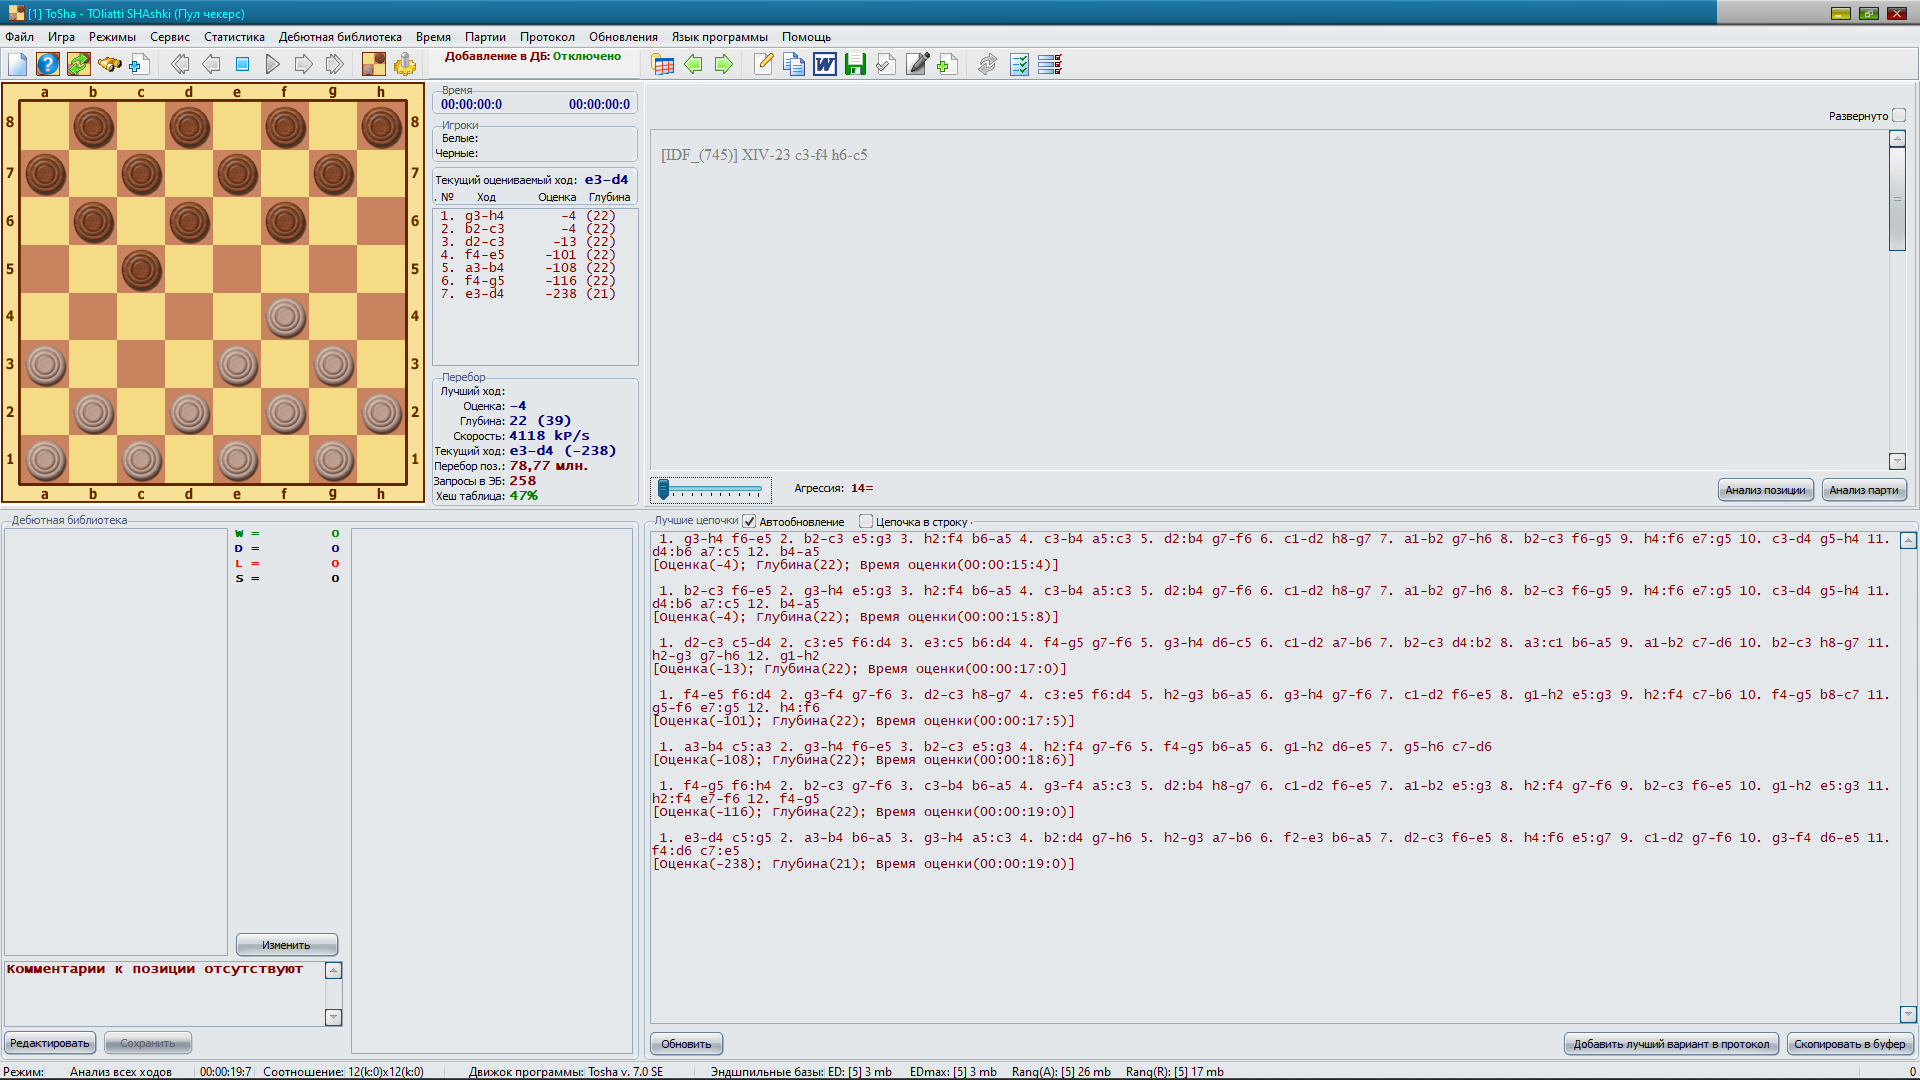 [1] ToSha - TOliatti SHAshki (Пул чекерс)
Файл Игра Режимы Сервис Статистика Дебютная библиотека Время Партии Протокол Обновления Язык программы Помощь
Добавление в ДБ: Отключено
a b c d e f g h
8 8
7 7
6 6
5 5
4 4
3 3
2 2
1 1
a b c d e f g h
Время
00:00:00:0 00:00:00:0
Игроки
Белые:
Черные:
Текущий оцениваемый ход: e3-d4
. № Ход Оценка Глубина
1. g3-h4 -4 (22)
2. b2-c3 -4 (22)
3. d2-c3 -13 (22)
4. f4-e5 -101 (22)
5. a3-b4 -108 (22)
6. f4-g5 -116 (22)
7. e3-d4 -238 (21)
Перебор
Лучший ход:
Оценка: -4
Глубина: 22 (39)
Скорость: 4118 kP/s
Текущий ход: e3-d4 (-238)
Перебор поз.: 78,77 млн.
Запросы в ЭБ: 258
Хеш таблица: 47%
Развернуто
[IDF_(745)] XIV-23 c3-f4 h6-c5
Агрессия: 14=
Анализ позиции Анализ парти
Дебютная библиотека
W = 0
D = 0
L = 0
S = 0
Изменить
Комментарии к позиции отсутствуют
Редактировать Сохранить
Лучшие цепочки Автообновление Цепочка в строку .
1. g3-h4 f6-e5 2. b2-c3 e5:g3 3. h2:f4 b6-a5 4. c3-b4 a5:c3 5. d2:b4 g7-f6 6. c1-d2 h8-g7 7. a1-b2 g7-h6 8. b2-c3 f6-g5 9. h4:f6 e7:g5 10. c3-d4 g5-h4 11.
d4:b6 a7:c5 12. b4-a5
[Оценка(-4); Глубина(22); Время оценки(00:00:15:4)]
1. b2-c3 f6-e5 2. g3-h4 e5:g3 3. h2:f4 b6-a5 4. c3-b4 a5:c3 5. d2:b4 g7-f6 6. c1-d2 h8-g7 7. a1-b2 g7-h6 8. b2-c3 f6-g5 9. h4:f6 e7:g5 10. c3-d4 g5-h4 11.
d4:b6 a7:c5 12. b4-a5
[Оценка(-4); Глубина(22); Время оценки(00:00:15:8)]
1. d2-c3 c5-d4 2. c3:e5 f6:d4 3. e3:c5 b6:d4 4. f4-g5 g7-f6 5. g3-h4 d6-c5 6. c1-d2 a7-b6 7. b2-c3 d4:b2 8. a3:c1 b6-a5 9. a1-b2 c7-d6 10. b2-c3 h8-g7 11.
h2-g3 g7-h6 12. g1-h2
[Оценка(-13); Глубина(22); Время оценки(00:00:17:0)]
1. f4-e5 f6:d4 2. g3-f4 g7-f6 3. d2-c3 h8-g7 4. c3:e5 f6:d4 5. h2-g3 b6-a5 6. g3-h4 g7-f6 7. c1-d2 f6-e5 8. g1-h2 e5:g3 9. h2:f4 c7-b6 10. f4-g5 b8-c7 11.
g5-f6 e7:g5 12. h4:f6
[Оценка(-101); Глубина(22); Время оценки(00:00:17:5)]
1. a3-b4 c5:a3 2. g3-h4 f6-e5 3. b2-c3 e5:g3 4. h2:f4 g7-f6 5. f4-g5 b6-a5 6. g1-h2 d6-e5 7. g5-h6 c7-d6
[Оценка(-108); Глубина(22); Время оценки(00:00:18:6)]
1. f4-g5 f6:h4 2. b2-c3 g7-f6 3. c3-b4 b6-a5 4. g3-f4 a5:c3 5. d2:b4 h8-g7 6. c1-d2 f6-e5 7. a1-b2 e5:g3 8. h2:f4 g7-f6 9. b2-c3 f6-e5 10. g1-h2 e5:g3 11.
h2:f4 e7-f6 12. f4-g5
[Оценка(-116); Глубина(22); Время оценки(00:00:19:0)]
1. e3-d4 c5:g5 2. a3-b4 b6-a5 3. g3-h4 a5:c3 4. b2:d4 g7-h6 5. h2-g3 a7-b6 6. f2-e3 b6-a5 7. d2-c3 f6-e5 8. h4:f6 e5:g7 9. c1-d2 g7-f6 10. g3-f4 d6-e5 11.
f4:d6 c7:e5
[Оценка(-238); Глубина(21); Время оценки(00:00:19:0)]
Обновить Добавить лучший вариант в протокол Скопировать в буфер
Режим: Анализ всех ходов 00:00:19:7 Соотношение: 12(k:0)x12(k:0) Движок программы: Tosha v. 7.0 SE Эндшпильные базы: ED: [5] 3 mb EDmax: [5] 3 mb Rang(A): [5] 26 mb Rang(R): [5] 17 mb 0